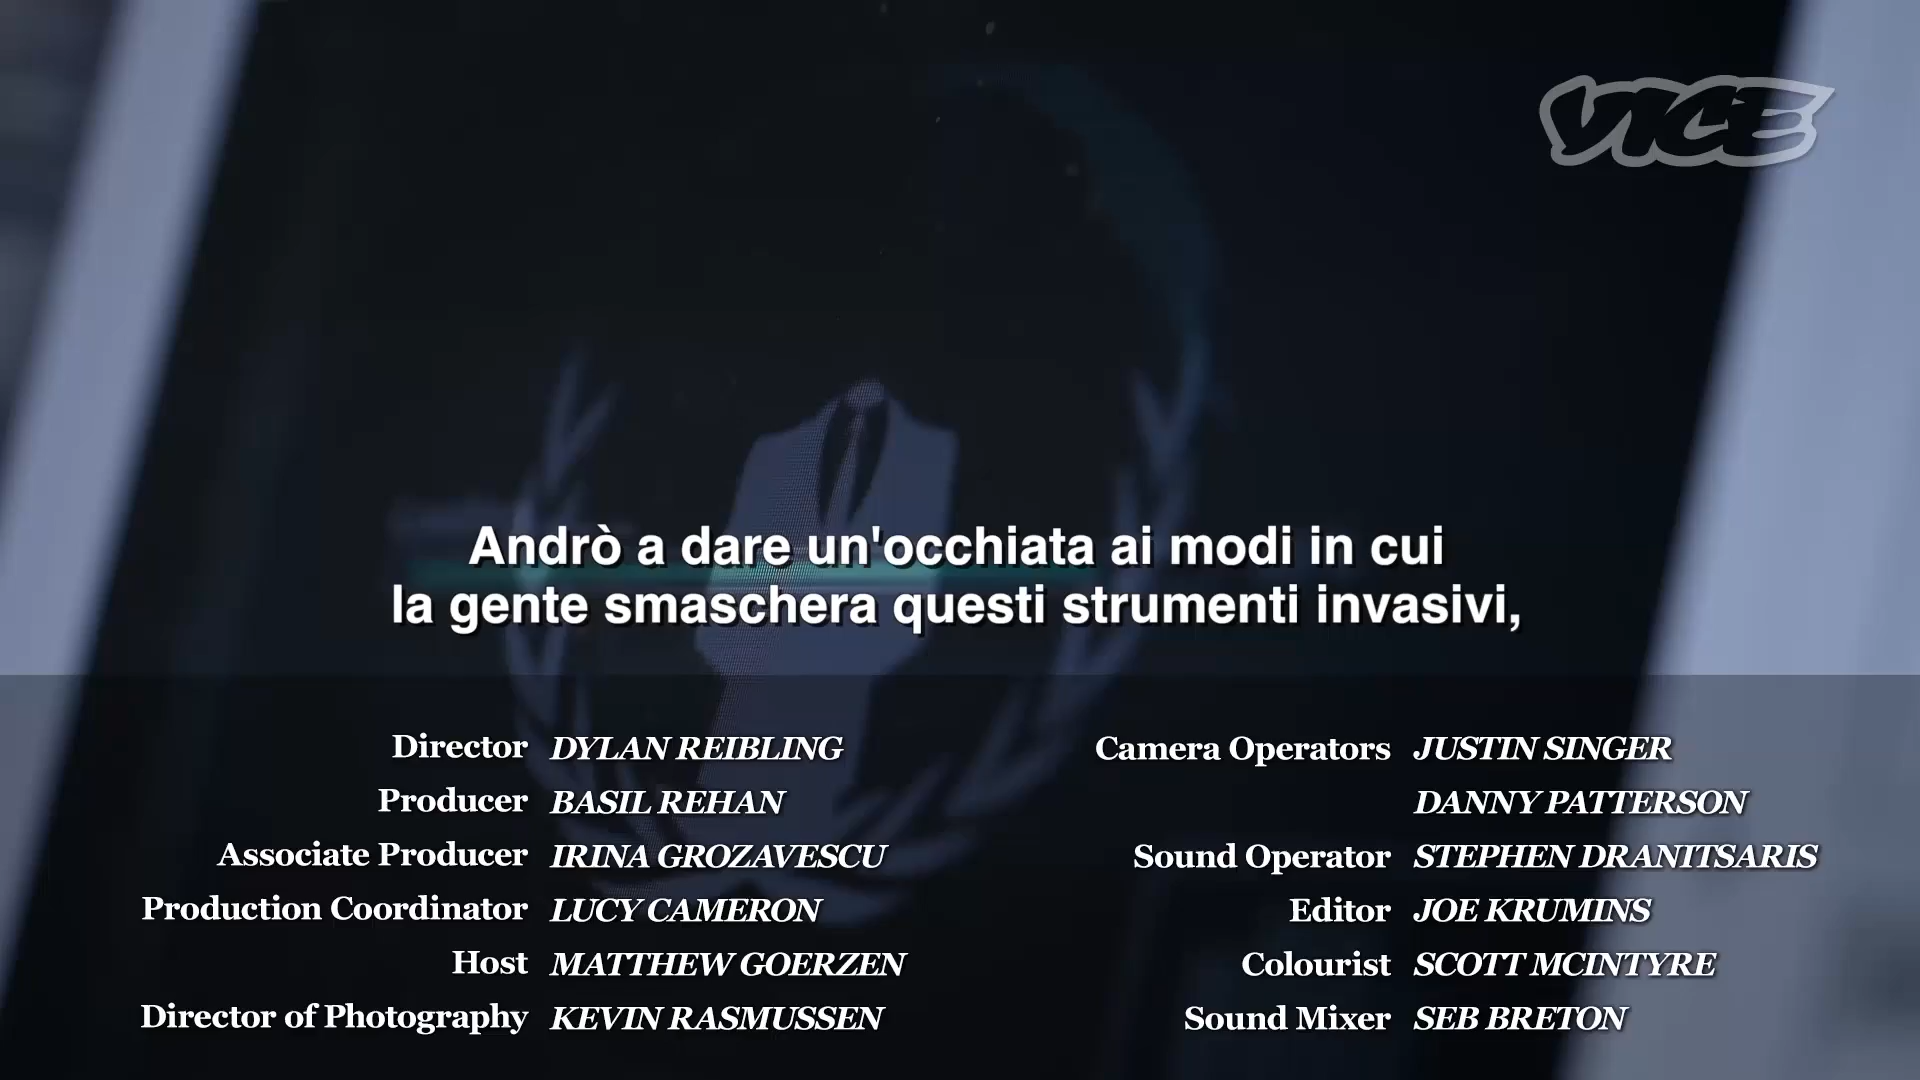 VICE
Andrò a dare un'occhiata ai modi in cui
la gente smaschera questi strumenti invasivi,
Director DYLAN REIBLING
Producer BASIL REHAN
Associate Producer IRINA GROZAVESCU
Production Coordinator LUCY CAMERON
Host MATTHEW GOERZEN
Director of Photography KEVIN RASMUSSEN
Camera Operators JUSTIN SINGER
DANNY PATTERSON
Sound Operator STEPHEN DRANITSARIS
Editor JOE KRUMINS
Colourist SCOTT MCINTYRE
Sound Mixer SEB BRETON